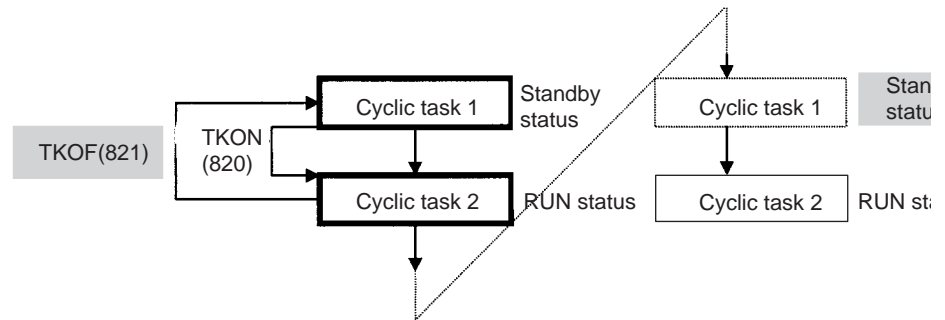 Cyclic task 1
Standby
status
TKOF(821)
TKON
(820)
Cyclic task 2
RUN status
Cyclic task 1
Cyclic task 2
RUN